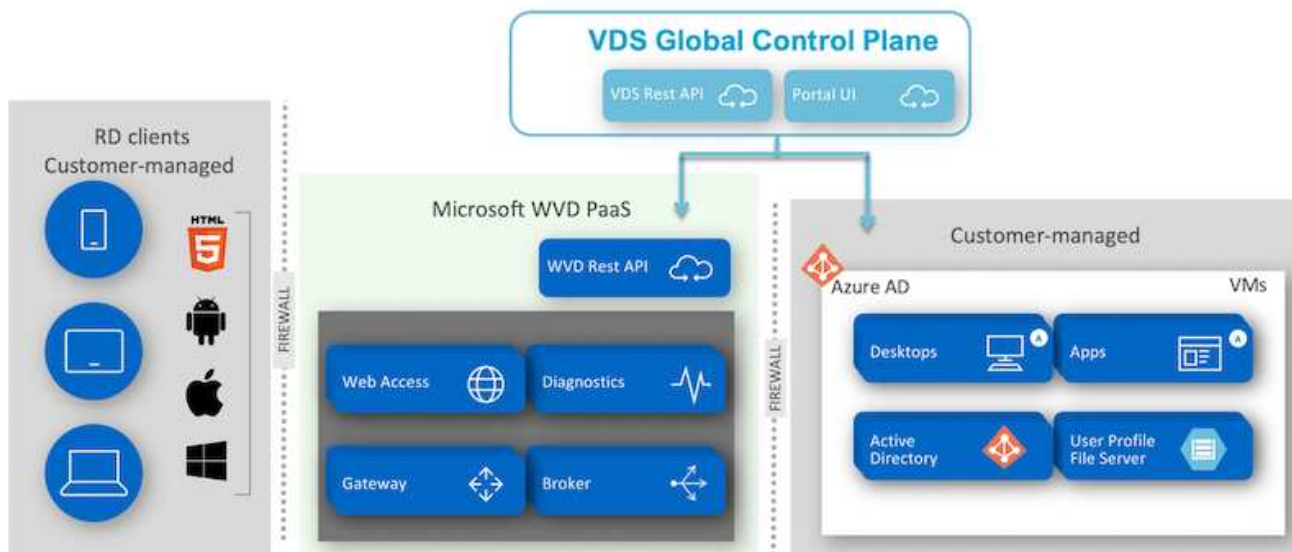 VDS Global Control Plane
VDS Rest API
Portal UI
RD clients
Customer-managed
HTML
5
FIREWALL
Microsoft WVD PaaS
WVD Rest API
Web Access
Diagnostics
Gateway
Broker
FIREWALL
Customer-managed
Azure AD
VMs
Desktops
A
Apps
A
Active
Directory
User Profile
File Server